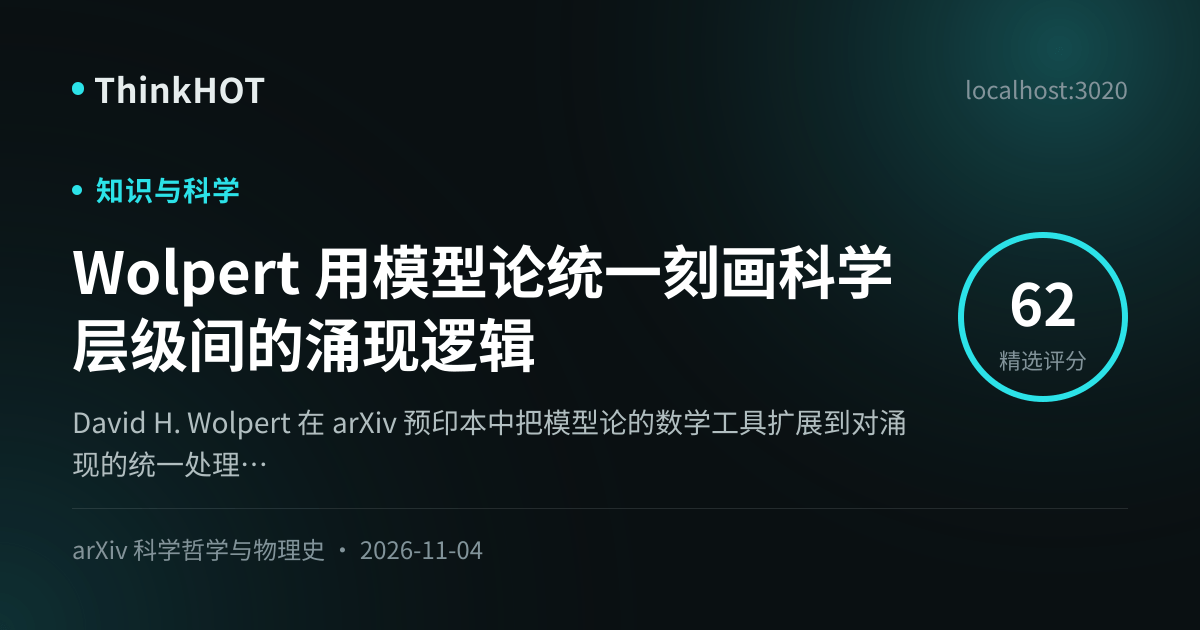 ThinkHOT
localhost:3020
知识与科学
Wolpert 用模型论统一刻画科学
层级间的涌现逻辑
62
精选评分
David H. Wolpert 在 arXiv 预印本中把模型论的数学工具扩展到对涌
现的统一处理…
arXiv 科学哲学与物理史 · 2026-11-04